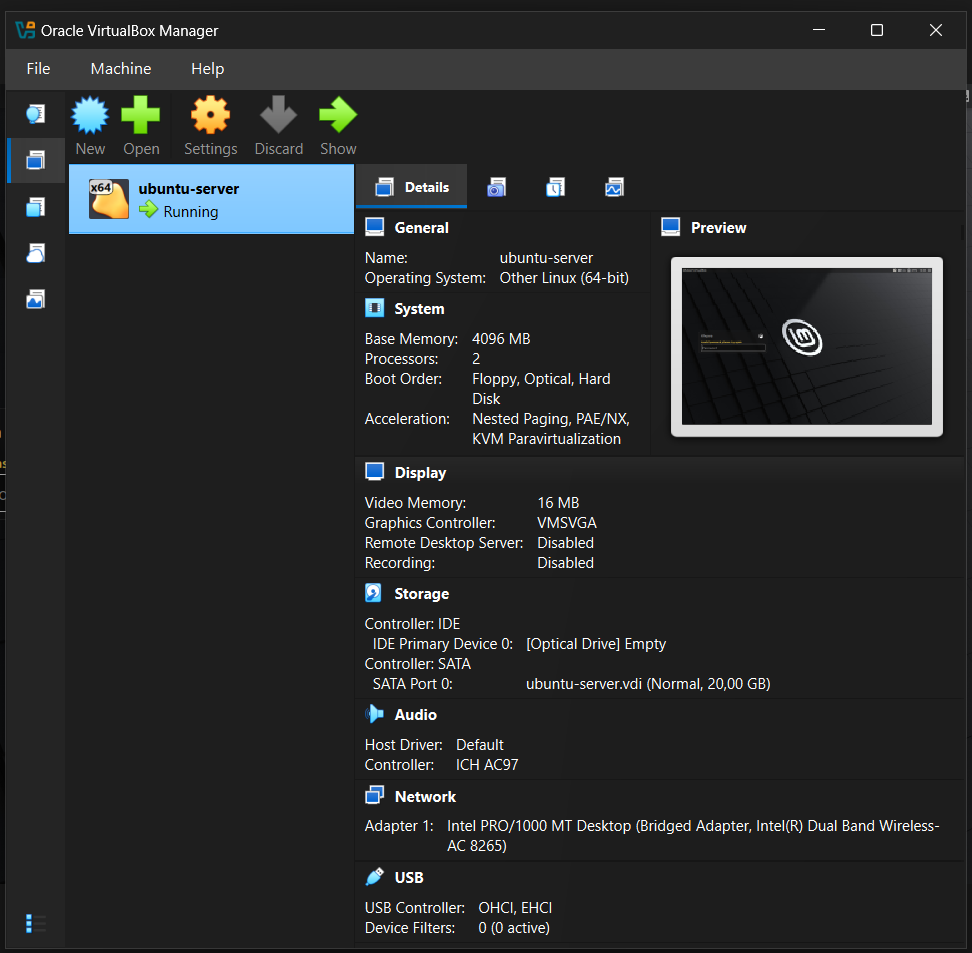 Oracle VirtualBox Manager
File Machine Help
New Open Settings Discard Show
x64
ubuntu-server
Running
Details
General
Name: ubuntu-server
Operating System: Other Linux (64-bit)
Preview
System
Base Memory: 4096 MB
Processors: 2
Boot Order: Floppy, Optical, Hard
Disk
Acceleration: Nested Paging, PAE/NX,
KVM Paravirtualization
Display
Video Memory: 16 MB
Graphics Controller: VMSVGA
Remote Desktop Server: Disabled
Recording: Disabled
Storage
Controller: IDE
IDE Primary Device 0: [Optical Drive] Empty
Controller: SATA
SATA Port 0: ubuntu-server.vdi (Normal, 20,00 GB)
Audio
Host Driver: Default
Controller: ICH AC97
Network
Adapter 1: Intel PRO/1000 MT Desktop (Bridged Adapter, Intel(R) Dual Band Wireless-
AC 8265)
USB
USB Controller: OHCI, EHCI
Device Filters: 0 (0 active)